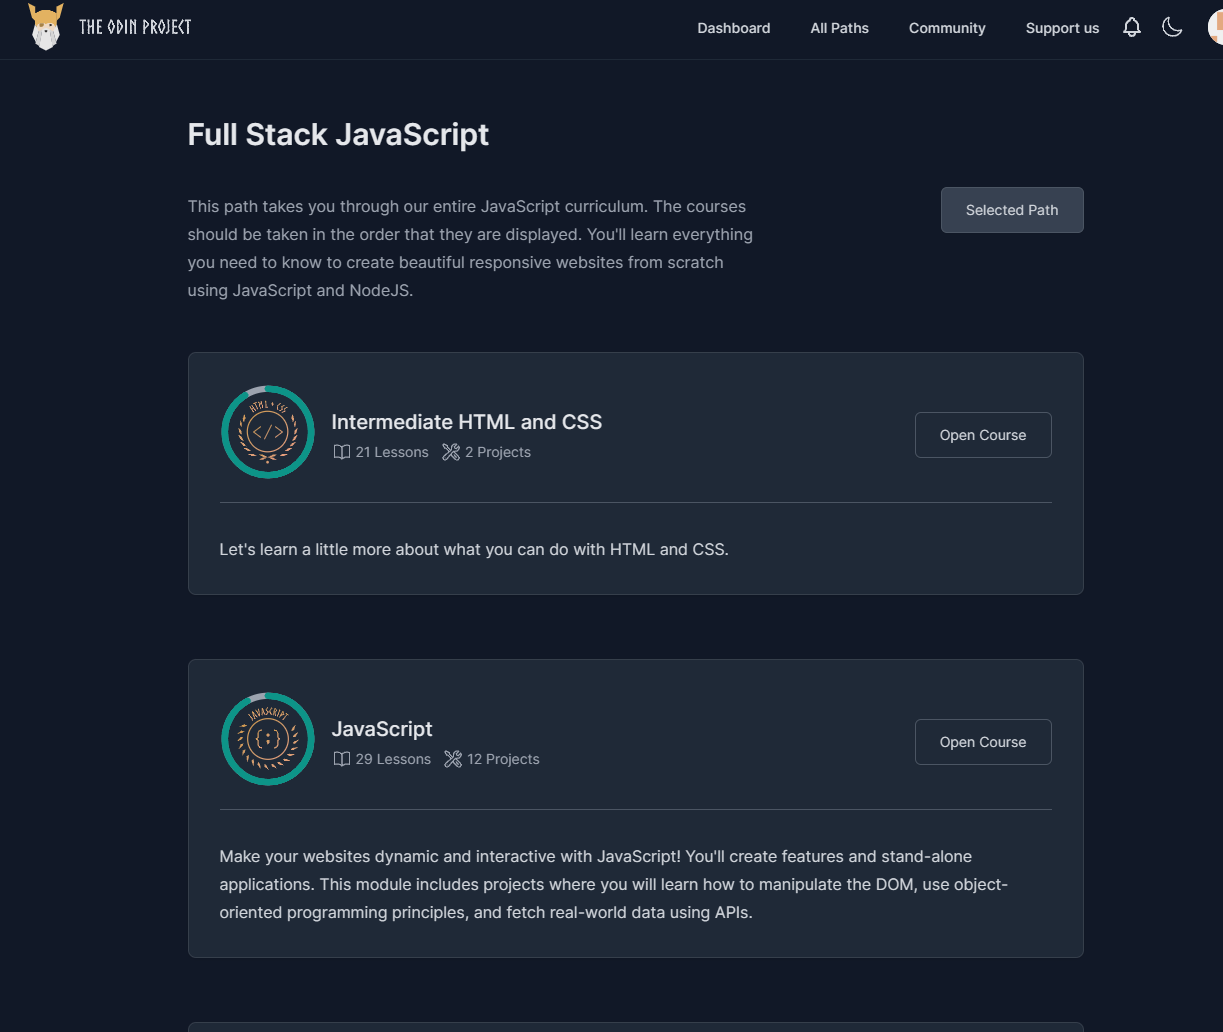 THE ODIN PROJECT
Dashboard
All Paths
Community
Support us
Full Stack JavaScript
This path takes you through our entire JavaScript curriculum. The courses
should be taken in the order that they are displayed. You'll learn everything
you need to know to create beautiful responsive websites from scratch
using JavaScript and NodeJS.
Selected Path
HTML + CSS
</>
Intermediate HTML and CSS
21 Lessons
2 Projects
Open Course
Let's learn a little more about what you can do with HTML and CSS.
JAVASCRIPT
{;}
JavaScript
29 Lessons
12 Projects
Open Course
Make your websites dynamic and interactive with JavaScript! You'll create features and stand-alone
applications. This module includes projects where you will learn how to manipulate the DOM, use object-
oriented programming principles, and fetch real-world data using APIs.